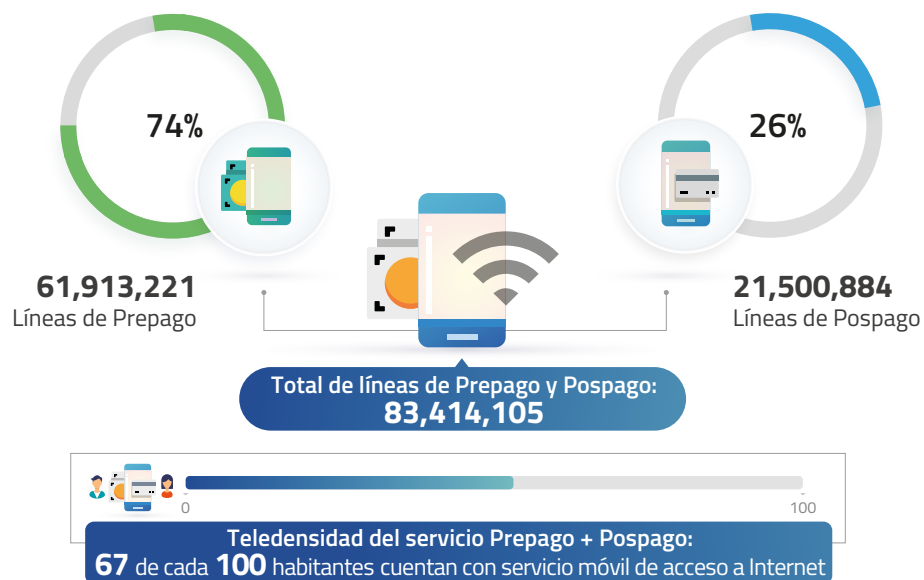 74%
26%
61,913,221
Líneas de Prepago
21,500,884
Líneas de Pospago
Total de líneas de Prepago y Pospago:
83,414,105
0
100
Teledensidad del servicio Prepago + Pospago:
67 de cada 100 habitantes cuentan con servicio móvil de acceso a Internet